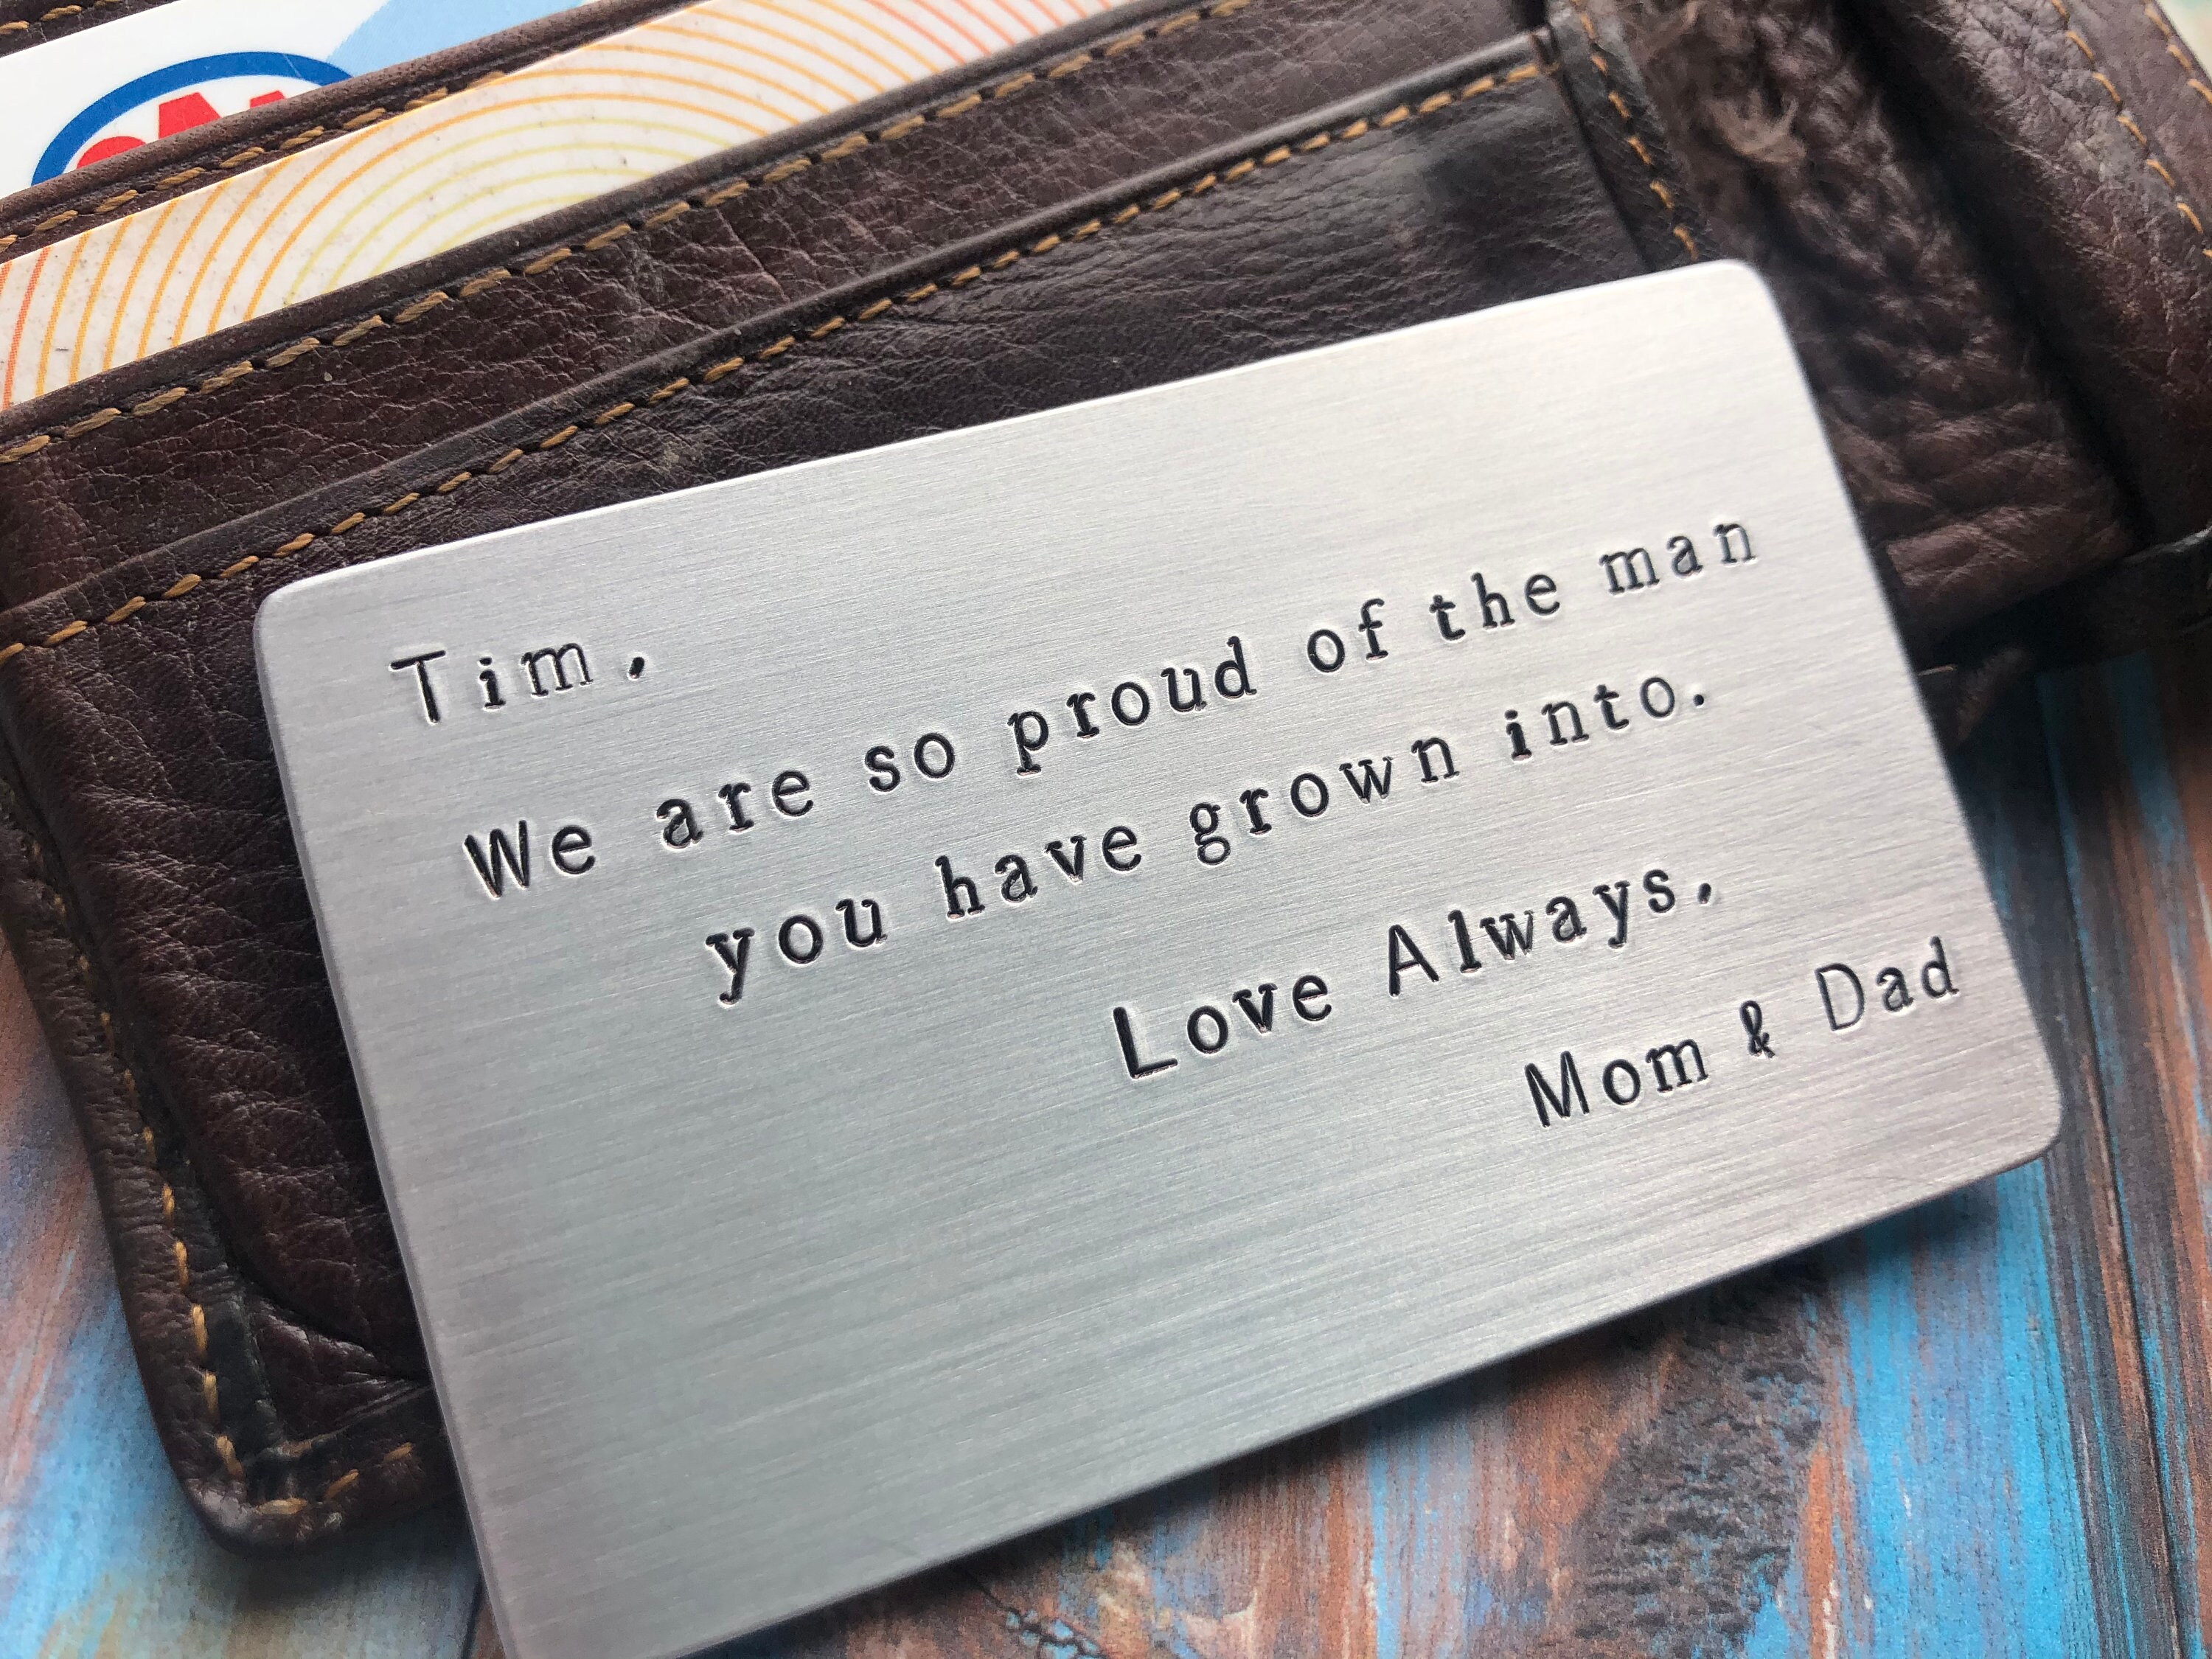 Tim,
We are so proud of the man
you have grown into.
Love Always,
Mom & Dad